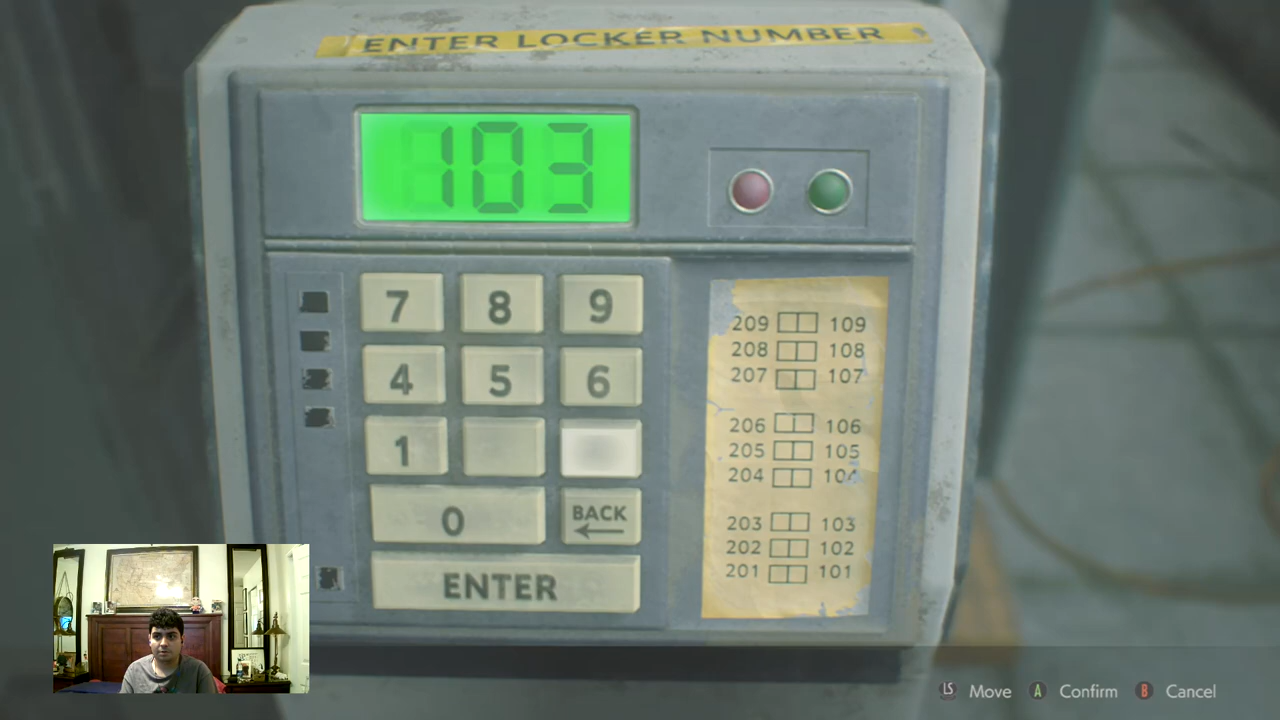 ENTER LOCKER NUMBER
103
7 8 9
4 5 6
1
0 BACK
ENTER
209 109
208 108
207 107
206 106
205 105
204 104
203 103
202 102
201 101
LS Move A Confirm B Cancel